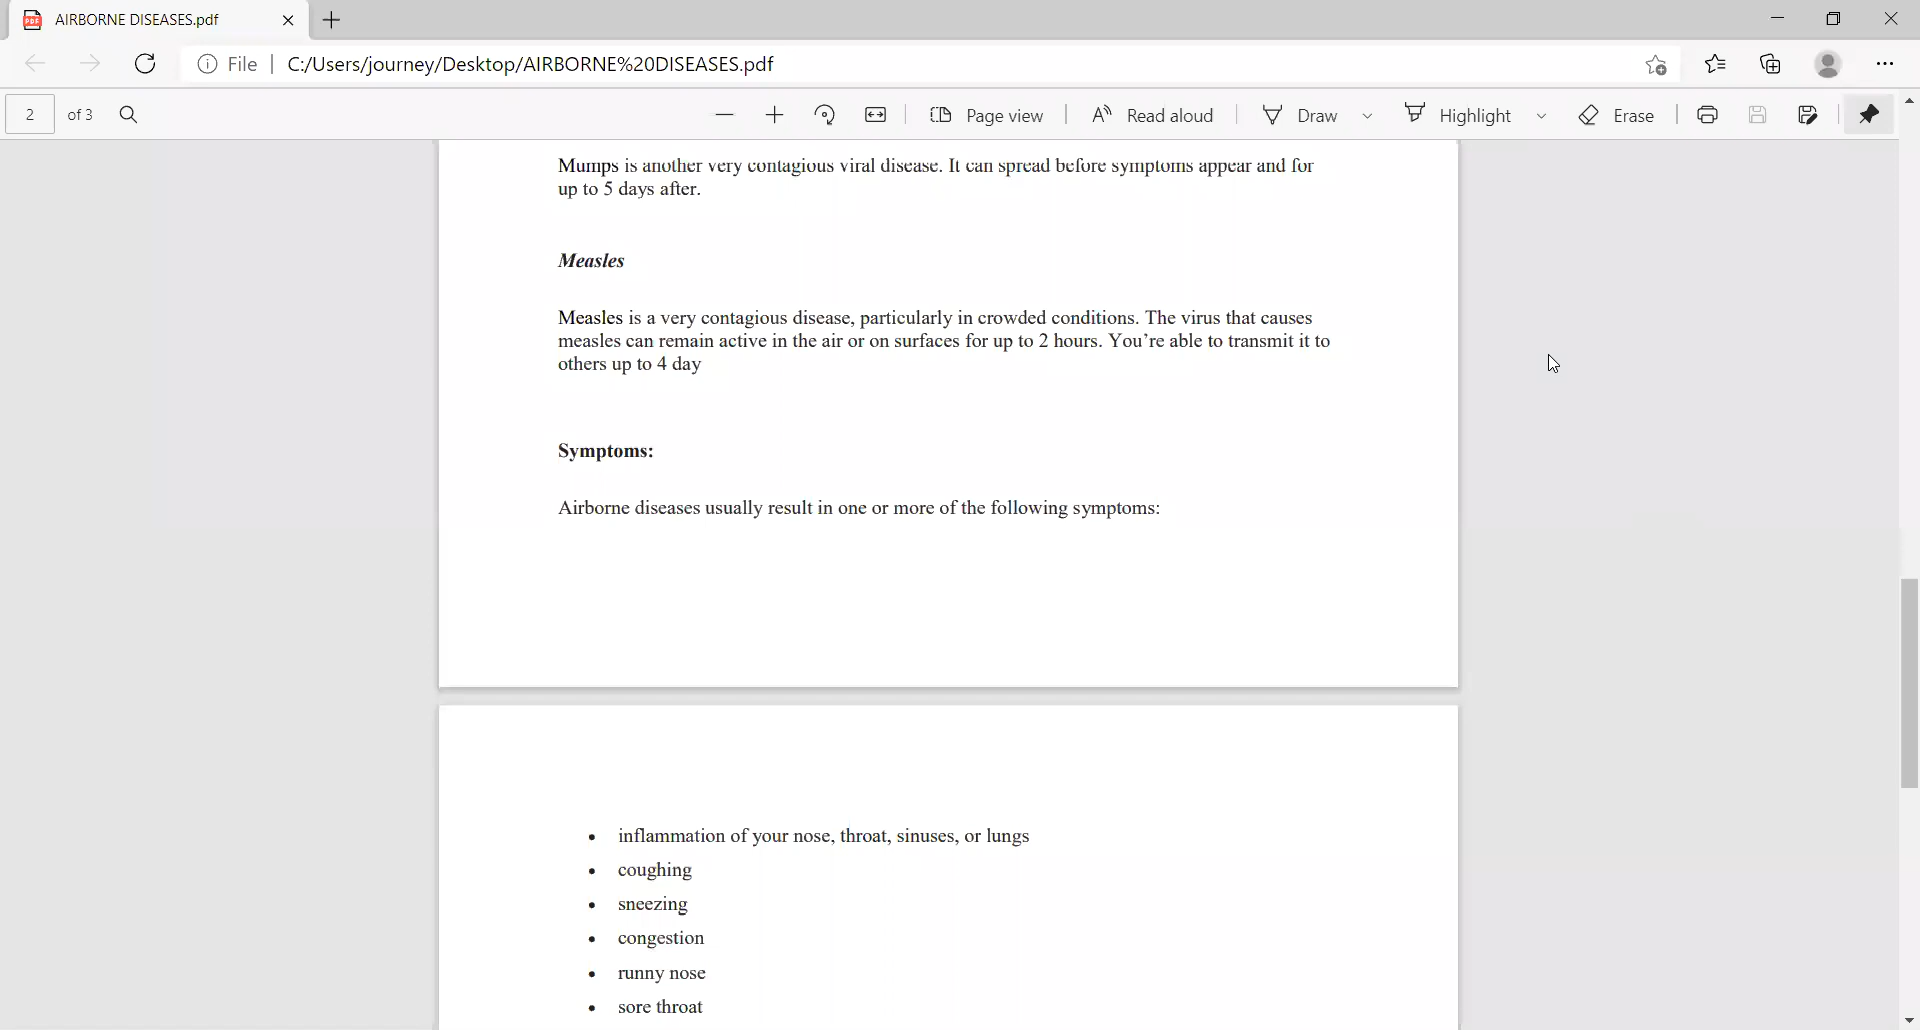 AIRBORNE DISEASES.pdf
File | C:/Users/journey/Desktop/AIRBORNE%20DISEASES.pdf
2 of 3 Page view Read aloud Draw Highlight Erase
Mumps is another very contagious viral disease. It can spread before symptoms appear and for
up to 5 days after.
Measles
Measles is a very contagious disease, particularly in crowded conditions. The virus that causes
measles can remain active in the air or on surfaces for up to 2 hours. You’re able to transmit it to
others up to 4 day
Symptoms:
Airborne diseases usually result in one or more of the following symptoms:
• inflammation of your nose, throat, sinuses, or lungs
• coughing
• sneezing
• congestion
• runny nose
• sore throat